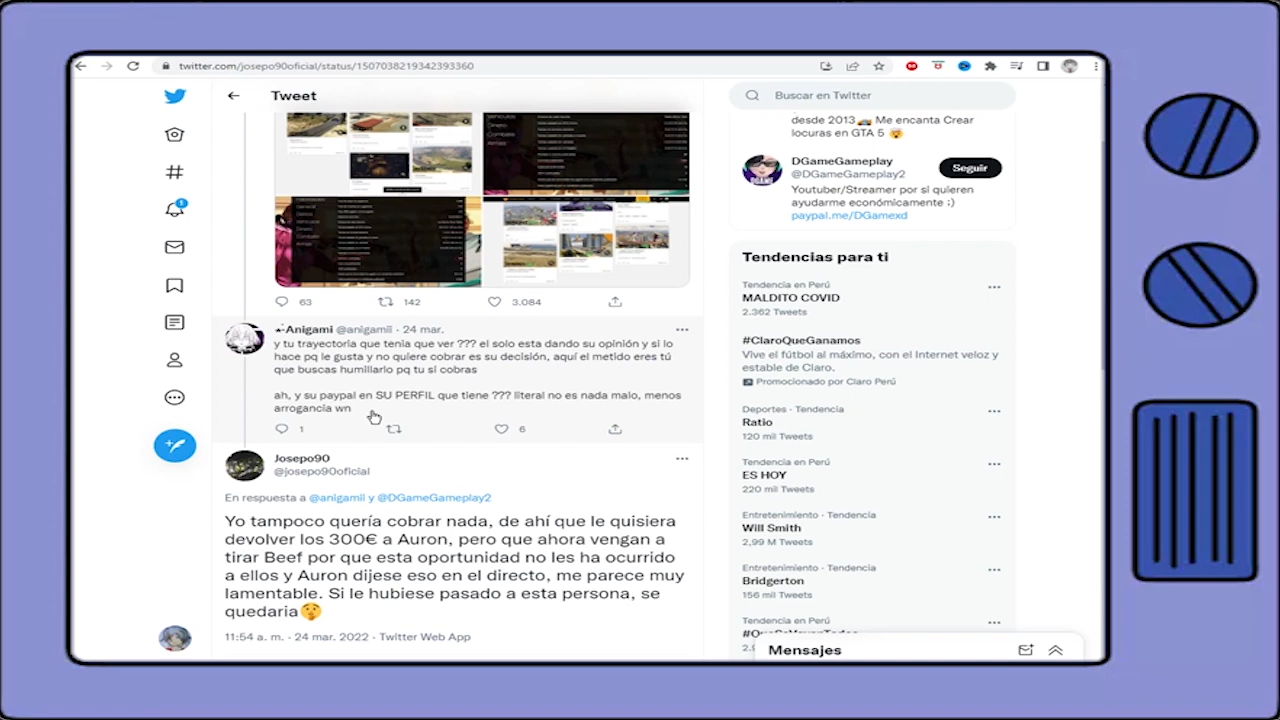 twitter.com/josepo90oficial/status/1507038219342393360
Tweet
63
142
3.084
Anigami @anigamii · 24 mar.
y tu trayectoria que tenia que ver ??? el solo esta dando su opinión y si lo
hace pq le gusta y no quiere cobrar es su decisión, aquí el metido eres tú
que buscas humillarlo pq tu si cobras
ah, y su paypal en SU PERFIL que tiene ??? literal no es nada malo, menos
arrogancia wn
1
6
Josepo90
@josepo90oficial
En respuesta a @anigamii y @DGameGameplay2
Yo tampoco quería cobrar nada, de ahí que le quisiera
devolver los 300€ a Auron, pero que ahora vengan a
tirar Beef por que esta oportunidad no les ha ocurrido
a ellos y Auron dijese eso en el directo, me parece muy
lamentable. Si le hubiese pasado a esta persona, se
quedaria🤫
11:54 a. m. · 24 mar. 2022 · Twitter Web App
Buscar en Twitter
desde 2013 Me encanta Crear
locuras en GTA 5
DGameGameplay
@DGameGameplay2
Seguir
Youtuber/Streamer por si quieren
ayudarme económicamente ;)
paypal.me/DGamexd
Tendencias para ti
Tendencia en Perú
MALDITO COVID
2.362 Tweets
#ClaroQueGanamos
Vive el fútbol al máximo, con el Internet veloz y
estable de Claro.
Promocionado por Claro Perú
Deportes · Tendencia
Ratio
120 mil Tweets
Tendencia en Perú
ES HOY
220 mil Tweets
Entretenimiento · Tendencia
Will Smith
2,99 M Tweets
Entretenimiento · Tendencia
Bridgerton
156 mil Tweets
Tendencia en Perú
Mensajes